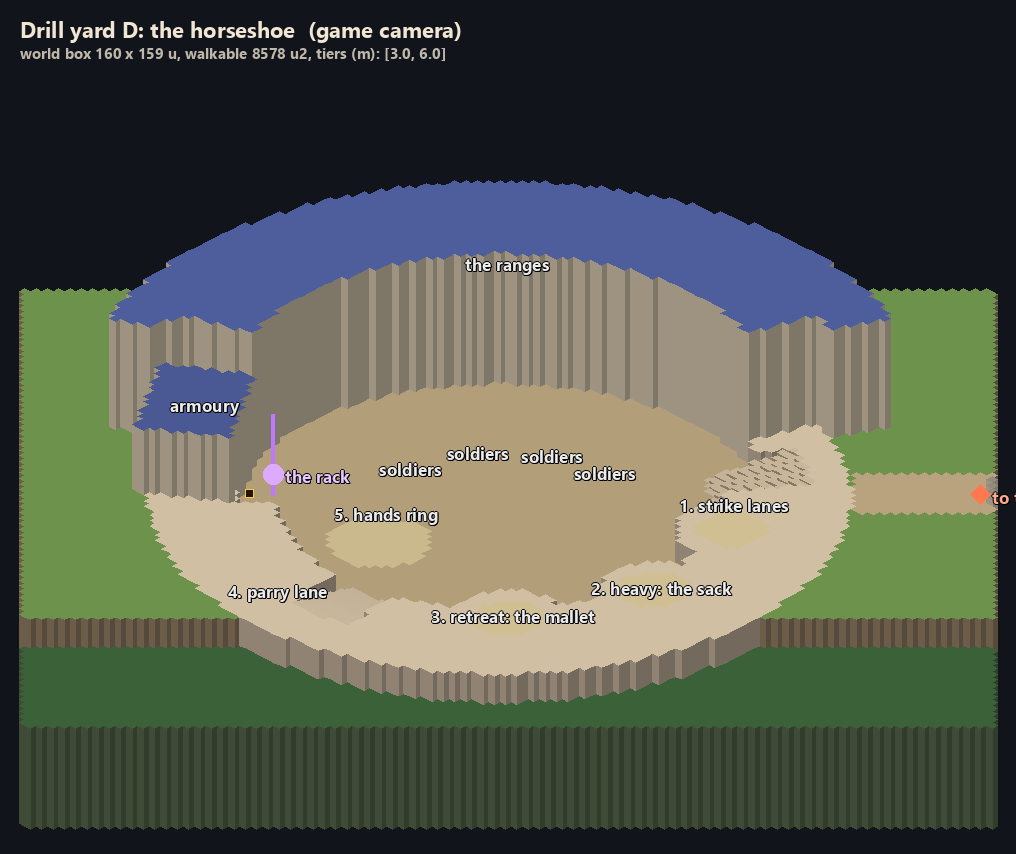 Drill yard D: the horseshoe (game camera)
world box 160 x 159 u, walkable 8578 u2, tiers (m): [3.0, 6.0]
the ranges
armoury
soldiers
soldiers
soldiers
soldiers
the rack
to
1. strike lanes
5. hands ring
2. heavy: the sack
4. parry lane
3. retreat: the mallet